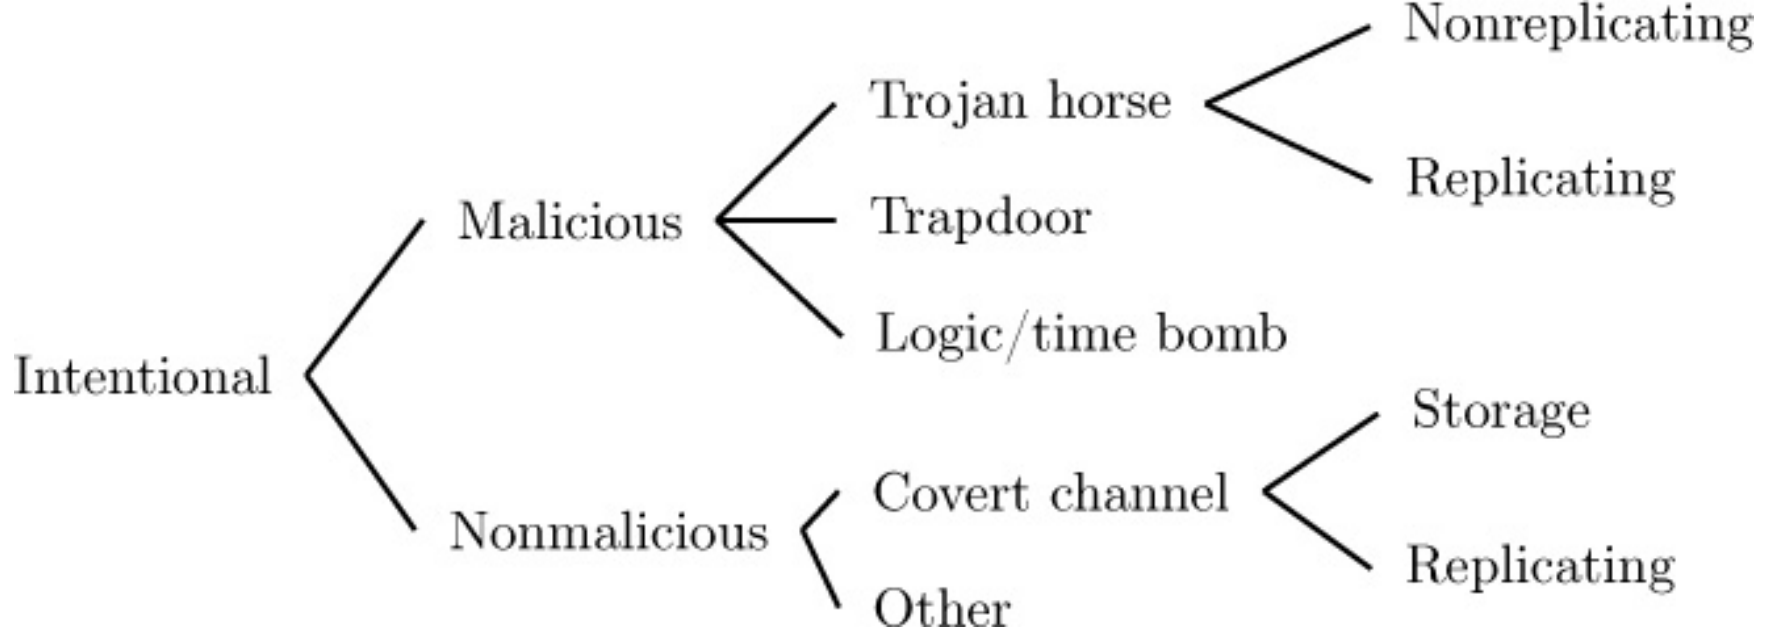 Nonreplicating
Trojan horse
Replicating
Malicious
Trapdoor
Logic/time bomb
Intentional
Storage
Covert channel
Nonmalicious
Replicating
Other